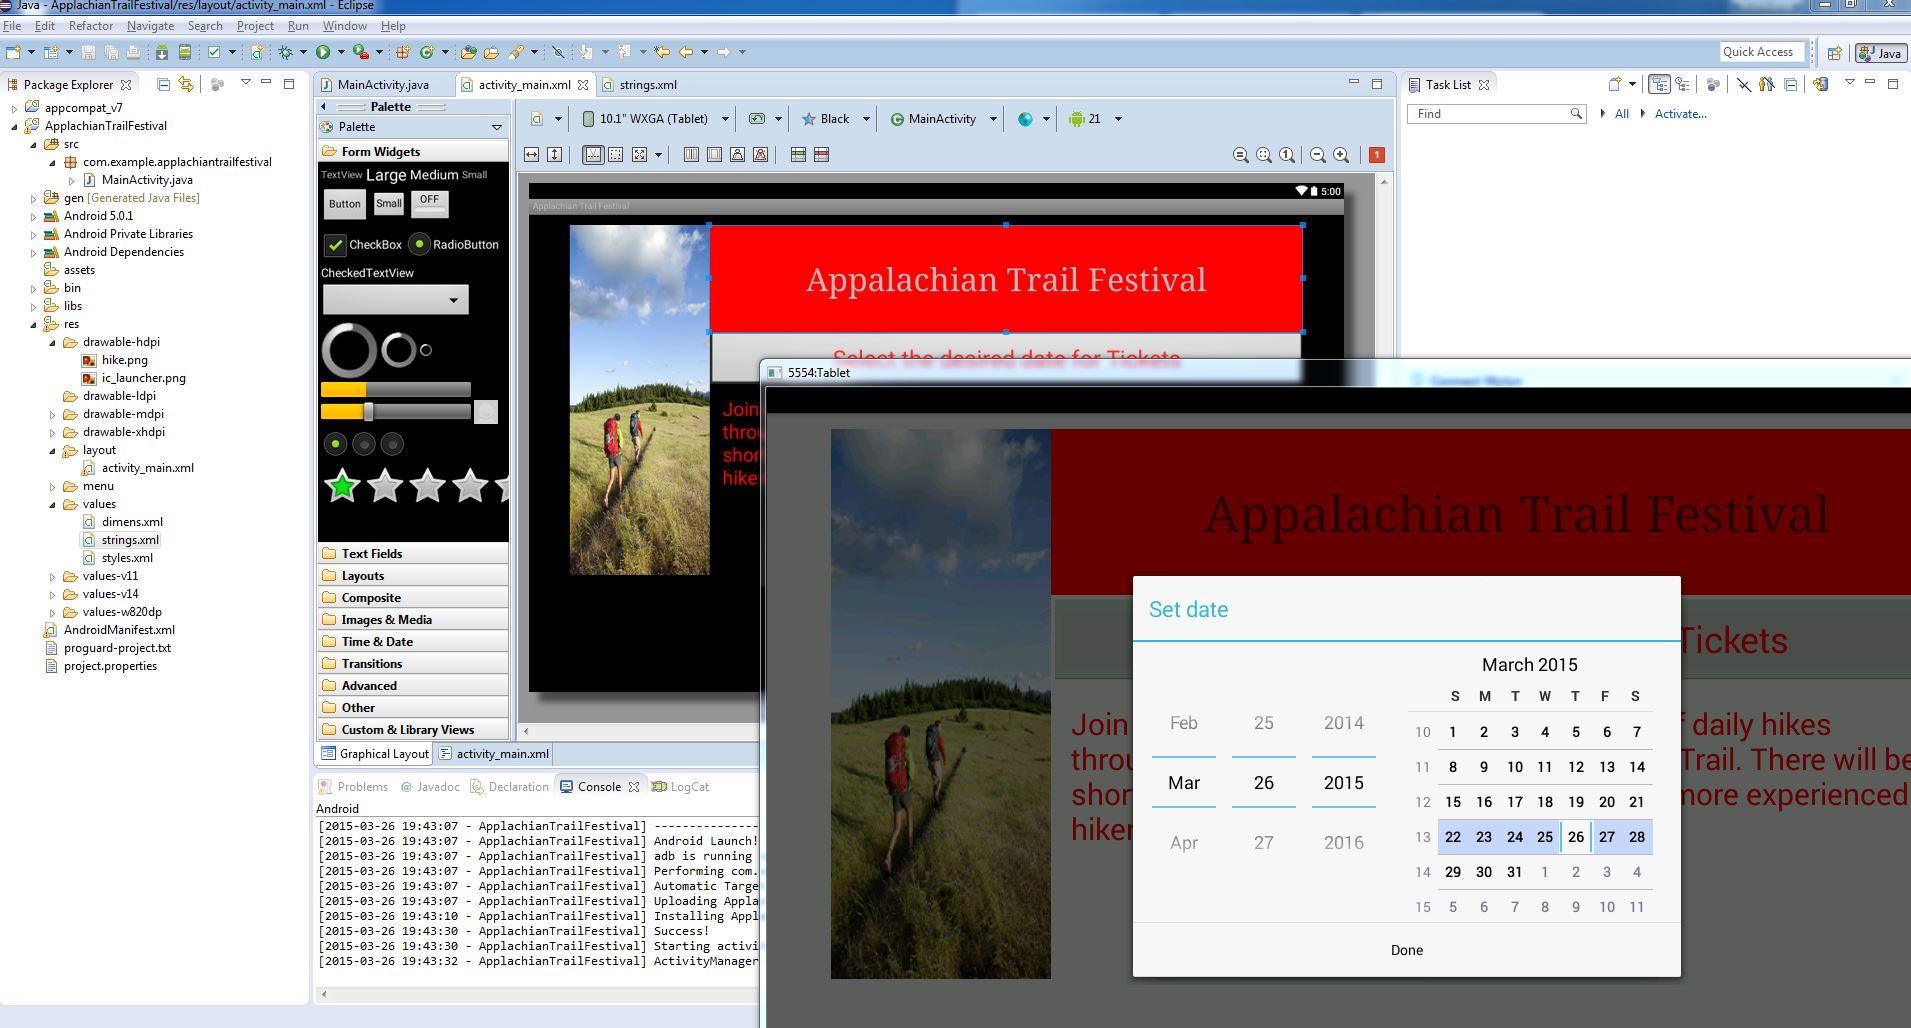 Java - ApplachianTrailFestival/res/layout/activity_main.xml - Eclipse
File Edit Refactor Navigate Search Project Run Window Help
Quick Access
Java
Package Explorer
appcompat_v7
ApplachianTrailFestival
src
com.example.applachiantrailfestival
MainActivity.java
gen [Generated Java Files]
Android 5.0.1
Android Private Libraries
Android Dependencies
assets
bin
libs
res
drawable-hdpi
hike.png
ic_launcher.png
drawable-ldpi
drawable-mdpi
drawable-xhdpi
layout
activity_main.xml
menu
values
dimens.xml
strings.xml
styles.xml
values-v11
values-v14
values-w820dp
AndroidManifest.xml
proguard-project.txt
project.properties
MainActivity.java activity_main.xml strings.xml
Palette
Palette
Form Widgets
TextView Large Medium Small
Button Small OFF
CheckBox RadioButton
CheckedTextView
Text Fields
Layouts
Composite
Images & Media
Time & Date
Transitions
Advanced
Other
Custom & Library Views
Graphical Layout activity_main.xml
10.1" WXGA (Tablet) Black MainActivity 21
1
5:00
Applachian Trail Festival
Appalachian Trail Festival
Select the desired date for Tickets
Join
throu
shor
hike
Task List
Find All Activate...
Problems Javadoc Declaration Console LogCat
Android
[2015-03-26 19:43:07 - ApplachianTrailFestival] ---------------
[2015-03-26 19:43:07 - ApplachianTrailFestival] Android Launch!
[2015-03-26 19:43:07 - ApplachianTrailFestival] adb is running
[2015-03-26 19:43:07 - ApplachianTrailFestival] Performing com.
[2015-03-26 19:43:07 - ApplachianTrailFestival] Automatic Targe
[2015-03-26 19:43:07 - ApplachianTrailFestival] Uploading Appla
[2015-03-26 19:43:10 - ApplachianTrailFestival] Installing Appl
[2015-03-26 19:43:30 - ApplachianTrailFestival] Success!
[2015-03-26 19:43:30 - ApplachianTrailFestival] Starting activi
[2015-03-26 19:43:32 - ApplachianTrailFestival] ActivityManager
5554:Tablet
Appalachian Trail Festival
Tickets
Join f daily hikes
throu Trail. There will be
shor more experienced
hiker
Set date
Feb 25 2014
Mar 26 2015
Apr 27 2016
March 2015
S M T W T F S
10 1 2 3 4 5 6 7
11 8 9 10 11 12 13 14
12 15 16 17 18 19 20 21
13 22 23 24 25 26 27 28
14 29 30 31 1 2 3 4
15 5 6 7 8 9 10 11
Done